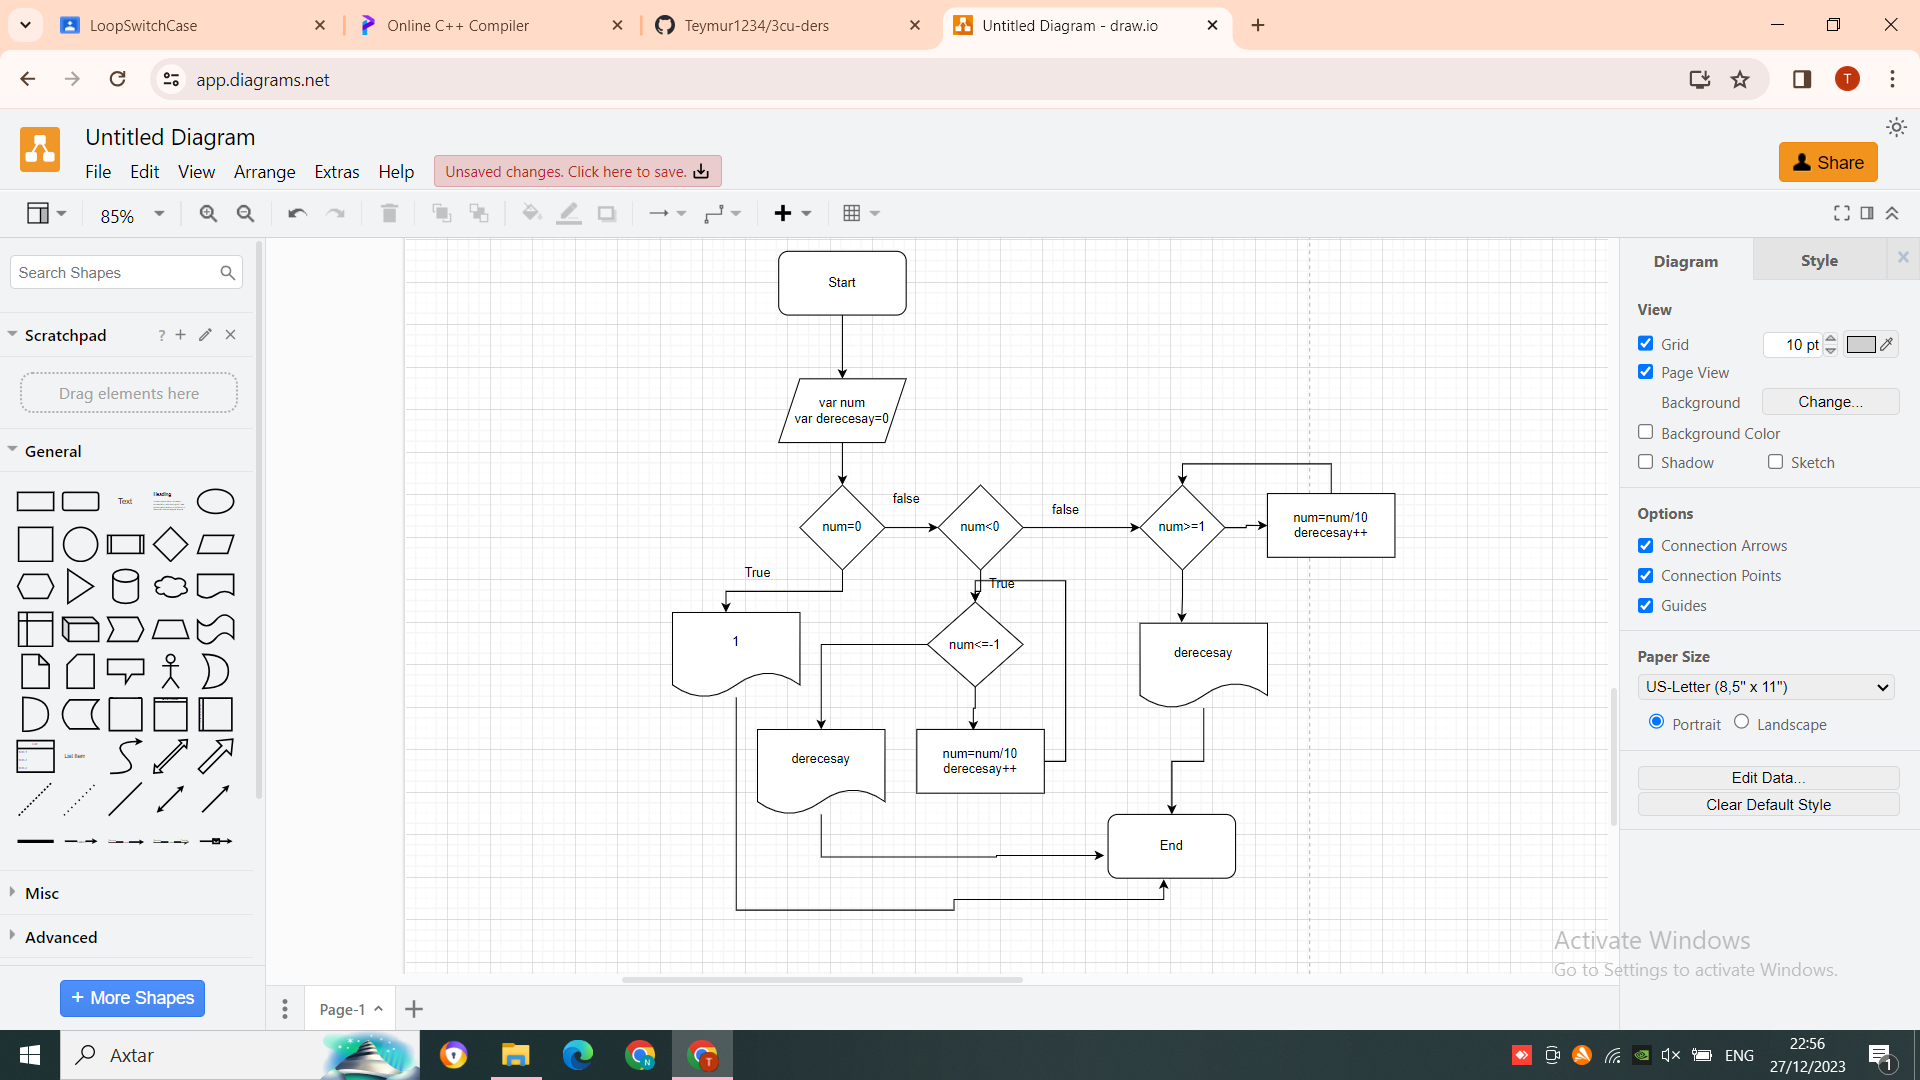 LoopSwitchCase
Online C++ Compiler
Teymur1234/3cu-ders
Untitled Diagram - draw.io
app.diagrams.net
T
Untitled Diagram
File Edit View Arrange Extras Help
Unsaved changes. Click here to save.
Share
85%
Search Shapes
Scratchpad
?
Drag elements here
General
Text
Heading
List Item
Misc
Advanced
+ More Shapes
Start
var num
var derecesay=0
num=0
false
num<0
false
num>=1
num=num/10
derecesay++
True
True
1
num<=-1
derecesay
derecesay
num=num/10
derecesay++
End
Page-1
Diagram
Style
View
Grid
10 pt
Page View
Background
Change...
Background Color
Shadow
Sketch
Options
Connection Arrows
Connection Points
Guides
Paper Size
US-Letter (8,5" x 11")
Portrait
Landscape
Edit Data...
Clear Default Style
Activate Windows
Go to Settings to activate Windows.
Axtar
N
T
ENG
22:56
27/12/2023
1